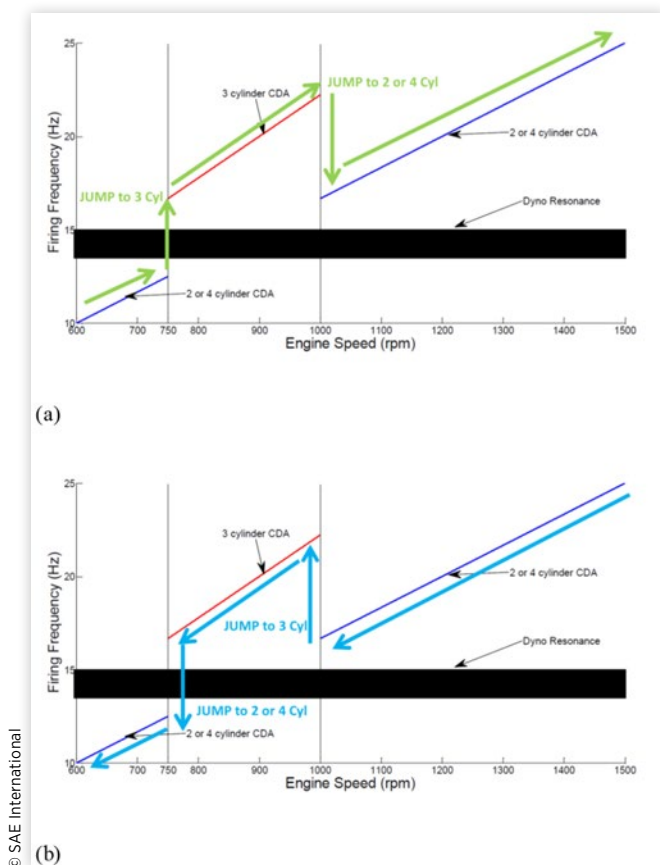 25
JUMP to 2 or 4 Cyl
3 cylinder CDA
20
2 or 4 cylinder CDA
Firing Frequency (Hz)
JUMP to 3 Cyl
Dyno Resonance
15
2 or 4 cylinder CDA
10
600 750 800 900 1000 1100 1200 1300 1400 1500
Engine Speed (rpm)
(a)
25
3 cylinder CDA
20
2 or 4 cylinder CDA
Firing Frequency (Hz)
JUMP to 3 Cyl
Dyno Resonance
15
JUMP to 2 or 4 Cyl
2 or 4 cylinder CDA
10
600 750 800 900 1000 1100 1200 1300 1400 1500
Engine Speed (rpm)
(b)
© SAE International